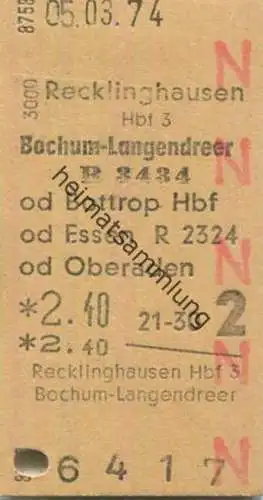 8758 05.03.74
3000 Recklinghausen
Hbf 3
Bochum-Langendreer
R 3434
od Bottrop Hbf
od Essen R 2324
od Oberaden
*2.40 21-30 2
*2.40
Recklinghausen Hbf 3
Bochum-Langendreer
6417
N
N
N
N
N
heimatsammlung